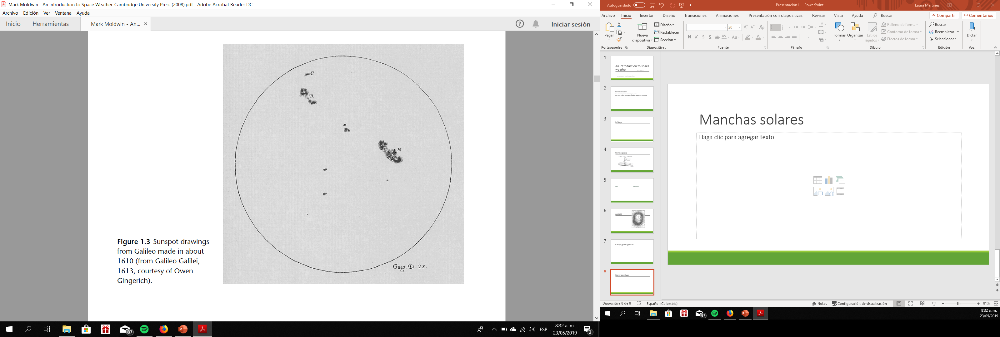 Mark Moldwin - An Introduction to Space Weather-Cambridge University Press (2008).pdf - Adobe Acrobat Reader DC
Archivo Edición Ver Ventana Ayuda
Inicio Herramientas Mark Moldwin - An... × Iniciar sesión
C
R
M
Giug. D. 23.
Figure 1.3 Sunspot drawings
from Galileo made in about
1610 (from Galileo Galilei,
1613, courtesy of Owen
Gingerich).
87
ESP
8:32 a. m.
23/05/2019
2
Autoguardado
Presentación1 - PowerPoint
Laura Martinez
Archivo Inicio Insertar Diseño Transiciones Animaciones Presentación con diapositivas Revisar Vista Ayuda Buscar Compartir Comentarios
Pegar
Portapapeles
Nueva
diapositiva
Diseño
Restablecer
Sección
Diapositivas
20
N K S S ab AV Aa A
Fuente
Párrafo
Formas Organizar Estilos
rápidos
Relleno de forma
Contorno de forma
Efectos de forma
Dibujo
Buscar
Reemplazar
Seleccionar
Edición
Dictar
Voz
1
An introduction to space
weather
2
Generalidades
3
Prólogo
4
Clima espacial
5
6
Auroras
7
Campo geomagnético
8
Manchas solares
Manchas solares
Haga clic para agregar texto
Diapositiva 8 de 8 Español (Colombia) Notas Configuración de visualización 81%
87
8:32 a. m.
23/05/2019